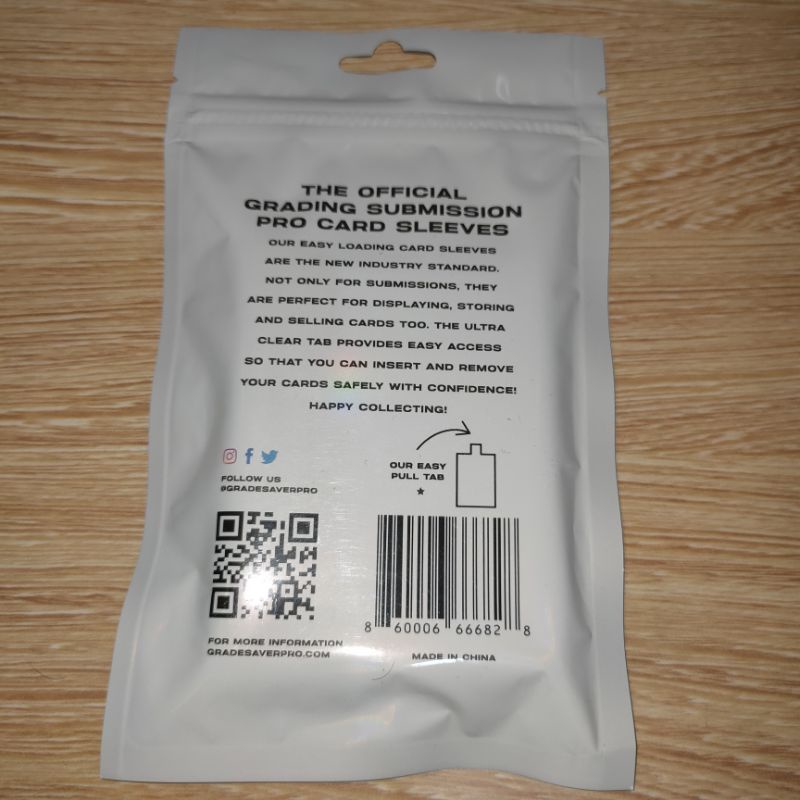 THE OFFICIAL
GRADING SUBMISSION
PRO CARD SLEEVES
OUR EASY LOADING CARD SLEEVES
ARE THE NEW INDUSTRY STANDARD.
NOT ONLY FOR SUBMISSIONS, THEY
ARE PERFECT FOR DISPLAYING, STORING
AND SELLING CARDS TOO. THE ULTRA
CLEAR TAB PROVIDES EASY ACCESS
SO THAT YOU CAN INSERT AND REMOVE
YOUR CARDS SAFELY WITH CONFIDENCE!
HAPPY COLLECTING!
OUR EASY
PULL TAB
FOLLOW US
@GRADESAVERPRO
8 60006 66682 8
FOR MORE INFORMATION
GRADESAVERPRO.COM
MADE IN CHINA